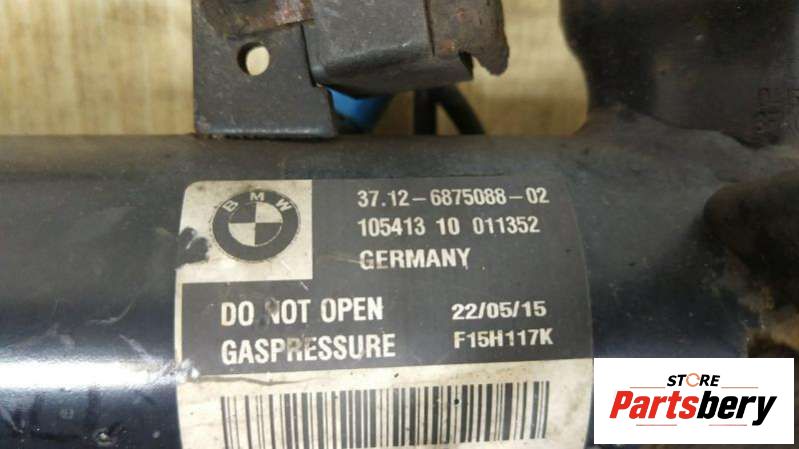 BMW
37.12-6875088-02
105413 10 011352
GERMANY
DO NOT OPEN 22/05/15
GASPRESSURE F15H117K
STORE
Partsbery